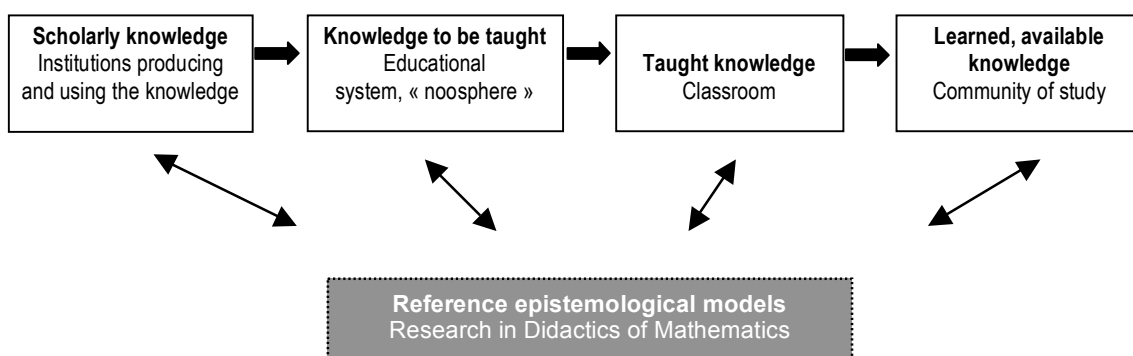 Scholarly knowledge
Institutions producing
and using the knowledge
Knowledge to be taught
Educational
system, « noosphere »
Taught knowledge
Classroom
Learned, available
knowledge
Community of study
Reference epistemological models
Research in Didactics of Mathematics